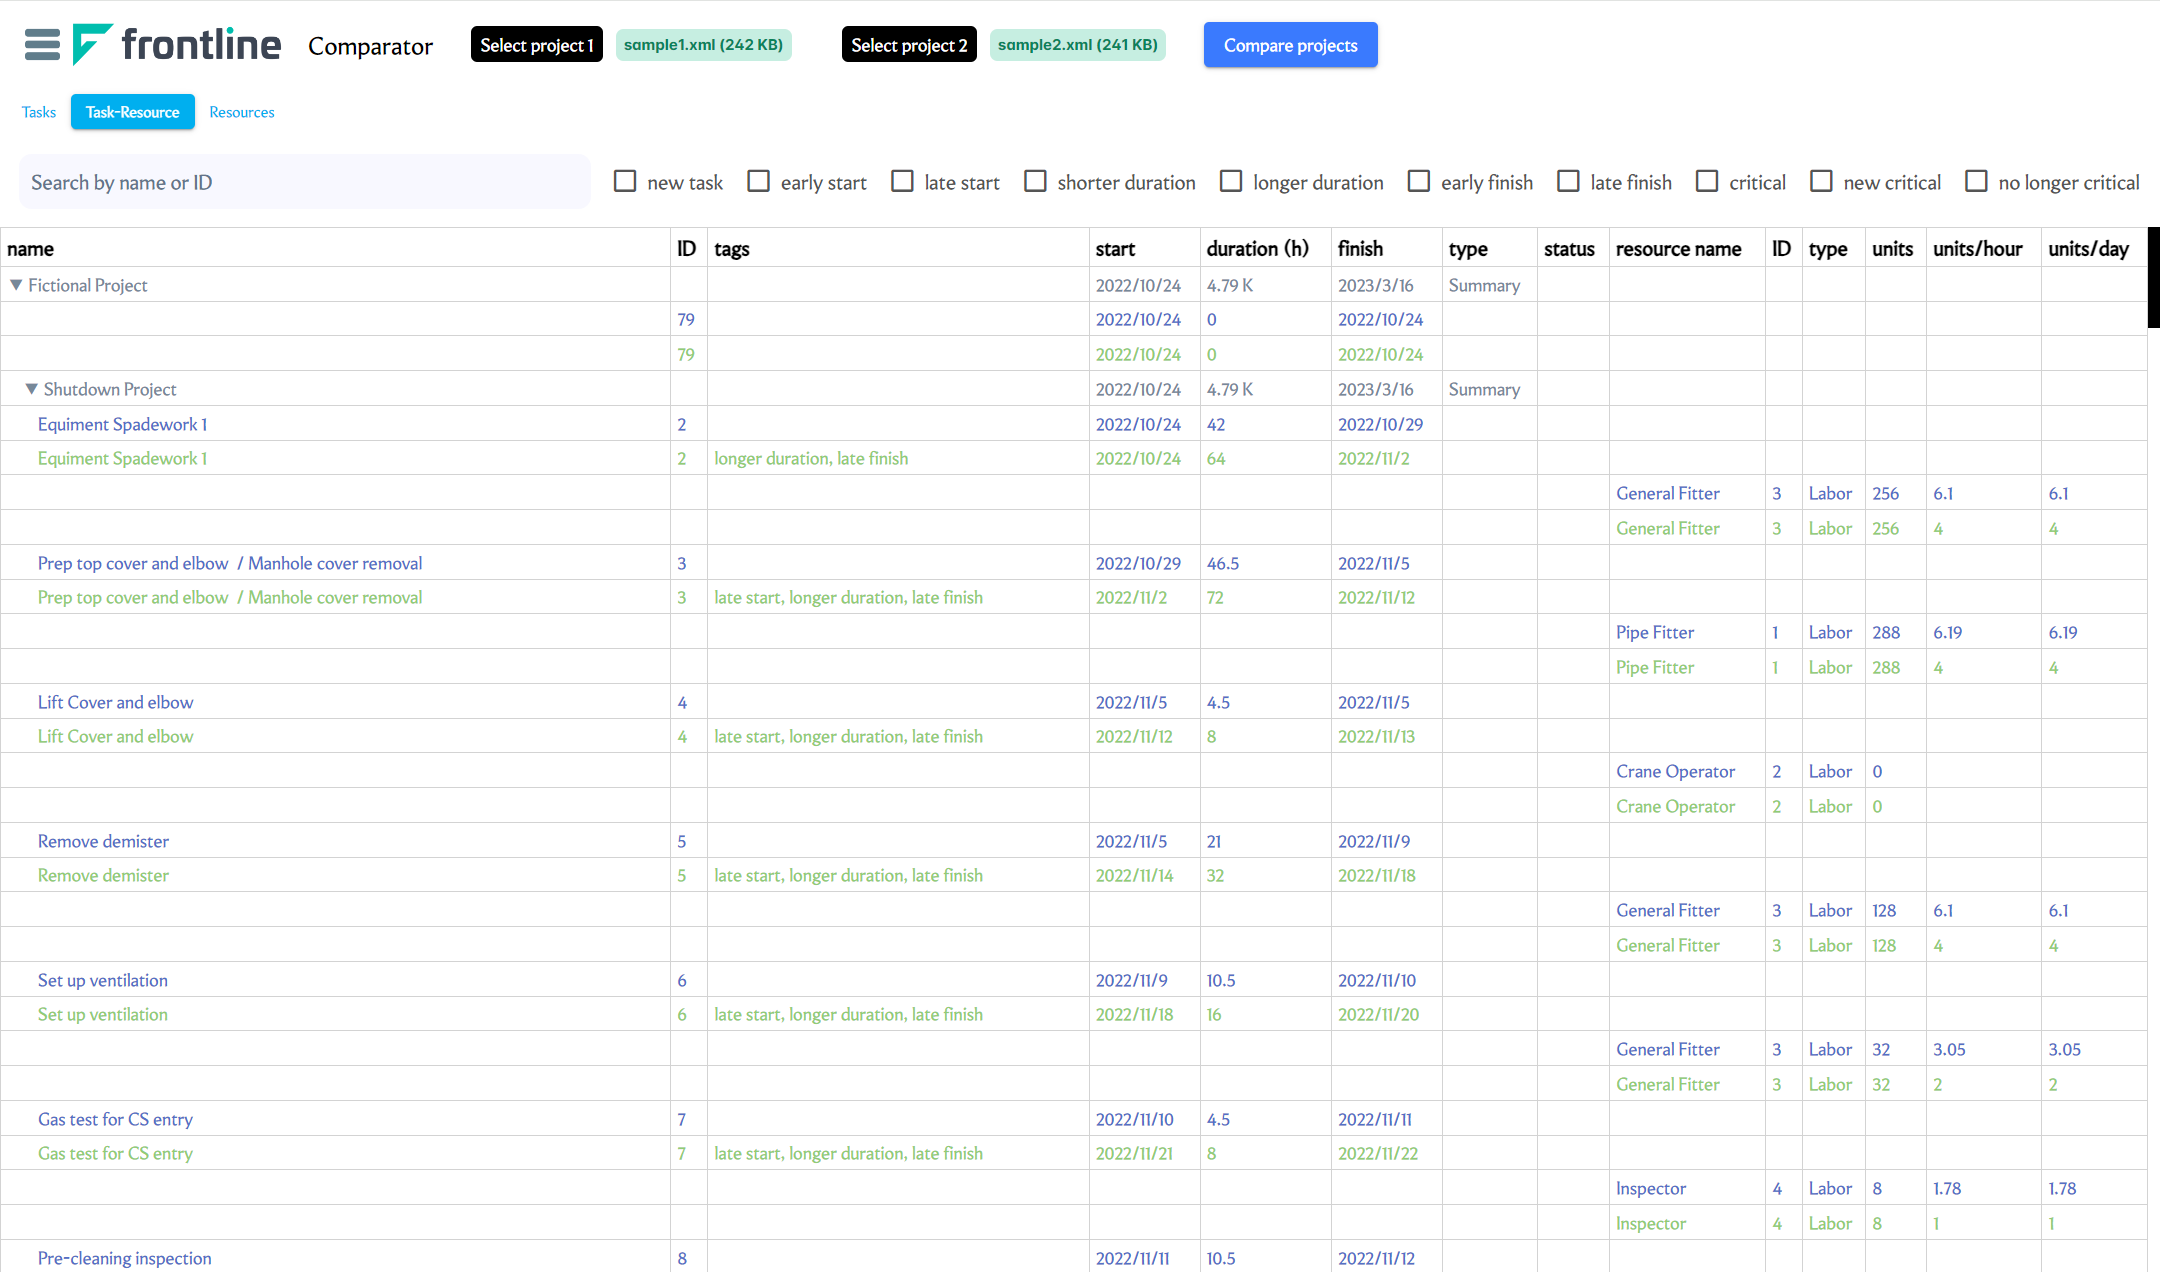 frontline Comparator Select project 1 sample1.xml (242 KB) Select project 2 sample2.xml (241 KB) Compare projects
Tasks Task-Resource Resources
Search by name or ID new task early start late start shorter duration longer duration early finish late finish critical new critical no longer critical
name ID tags start duration (h) finish type status resource name ID type units units/hour units/day
▼ Fictional Project 2022/10/24 4.79 K 2023/3/16 Summary
79 2022/10/24 0 2022/10/24
79 2022/10/24 0 2022/10/24
▼ Shutdown Project 2022/10/24 4.79 K 2023/3/16 Summary
Equiment Spadework 1 2 2022/10/24 42 2022/10/29
Equiment Spadework 1 2 longer duration, late finish 2022/10/24 64 2022/11/2
General Fitter 3 Labor 256 6.1 6.1
General Fitter 3 Labor 256 4 4
Prep top cover and elbow / Manhole cover removal 3 2022/10/29 46.5 2022/11/5
Prep top cover and elbow / Manhole cover removal 3 late start, longer duration, late finish 2022/11/2 72 2022/11/12
Pipe Fitter 1 Labor 288 6.19 6.19
Pipe Fitter 1 Labor 288 4 4
Lift Cover and elbow 4 2022/11/5 4.5 2022/11/5
Lift Cover and elbow 4 late start, longer duration, late finish 2022/11/12 8 2022/11/13
Crane Operator 2 Labor 0
Crane Operator 2 Labor 0
Remove demister 5 2022/11/5 21 2022/11/9
Remove demister 5 late start, longer duration, late finish 2022/11/14 32 2022/11/18
General Fitter 3 Labor 128 6.1 6.1
General Fitter 3 Labor 128 4 4
Set up ventilation 6 2022/11/9 10.5 2022/11/10
Set up ventilation 6 late start, longer duration, late finish 2022/11/18 16 2022/11/20
General Fitter 3 Labor 32 3.05 3.05
General Fitter 3 Labor 32 2 2
Gas test for CS entry 7 2022/11/10 4.5 2022/11/11
Gas test for CS entry 7 late start, longer duration, late finish 2022/11/21 8 2022/11/22
Inspector 4 Labor 8 1.78 1.78
Inspector 4 Labor 8 1 1
Pre-cleaning inspection 8 2022/11/11 10.5 2022/11/12